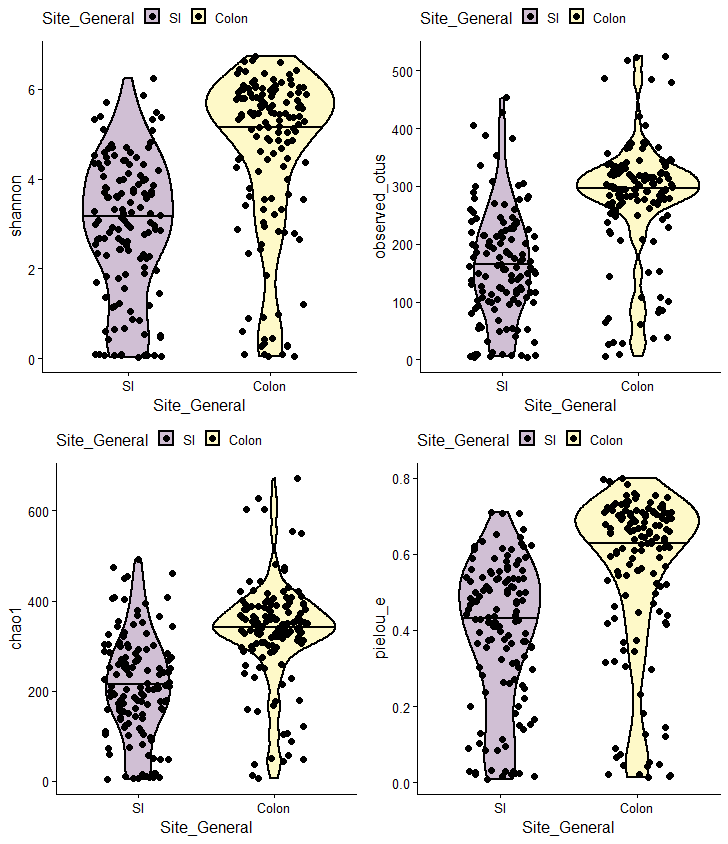 Site_General SI Colon
shannon
6
4
2
0
SI Colon
Site_General
Site_General SI Colon
observed_otus
500
400
300
200
100
0
SI Colon
Site_General
Site_General SI Colon
chao1
600
400
200
0
SI Colon
Site_General
Site_General SI Colon
pielou_e
0.8
0.6
0.4
0.2
0.0
SI Colon
Site_General